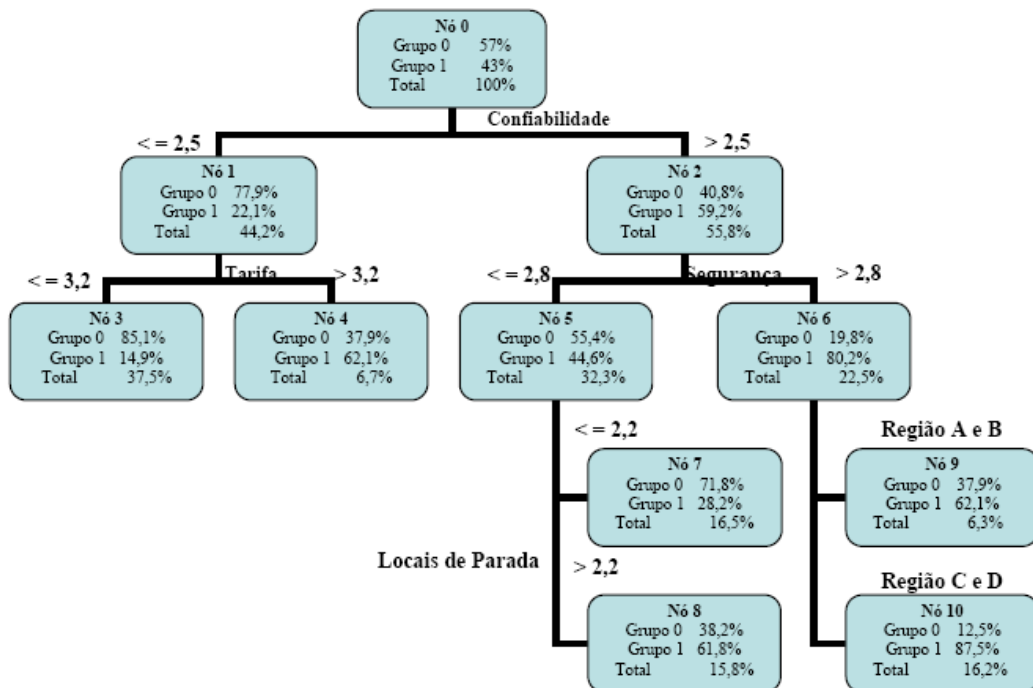 Nó 0
Grupo 0 57%
Grupo 1 43%
Total 100%
Confiabilidade
< = 2,5
> 2,5
Nó 1
Grupo 0 77,9%
Grupo 1 22,1%
Total 44,2%
Nó 2
Grupo 0 40,8%
Grupo 1 59,2%
Total 55,8%
Tarifa
< = 3,2
> 3,2
Segurança
< = 2,8
> 2,8
Nó 3
Grupo 0 85,1%
Grupo 1 14,9%
Total 37,5%
Nó 4
Grupo 0 37,9%
Grupo 1 62,1%
Total 6,7%
Nó 5
Grupo 0 55,4%
Grupo 1 44,6%
Total 32,3%
Nó 6
Grupo 0 19,8%
Grupo 1 80,2%
Total 22,5%
< = 2,2
Região A e B
Nó 7
Grupo 0 71,8%
Grupo 1 28,2%
Total 16,5%
Nó 9
Grupo 0 37,9%
Grupo 1 62,1%
Total 6,3%
Locais de Parada
> 2,2
Região C e D
Nó 8
Grupo 0 38,2%
Grupo 1 61,8%
Total 15,8%
Nó 10
Grupo 0 12,5%
Grupo 1 87,5%
Total 16,2%